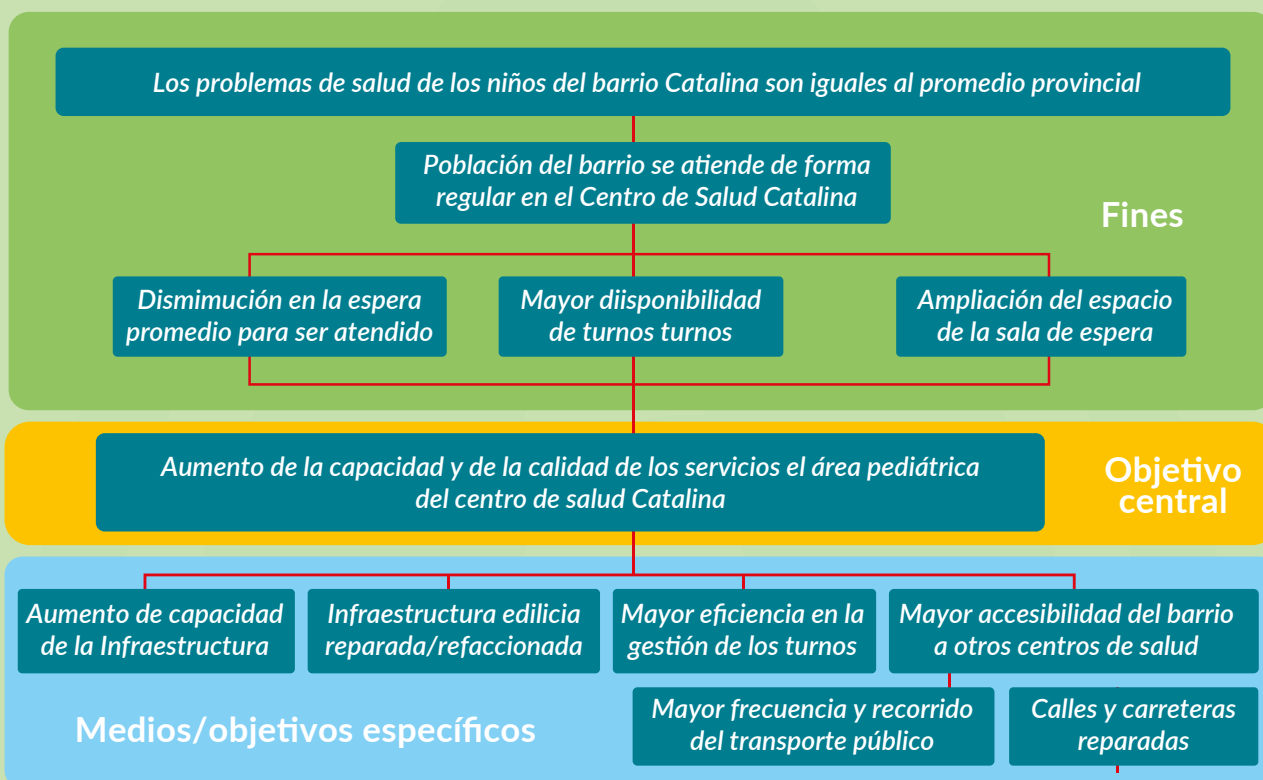 Los problemas de salud de los niños del barrio Catalina son iguales al promedio provincial
Población del barrio se atiende de forma
regular en el Centro de Salud Catalina
Fines
Dismimución en la espera
promedio para ser atendido
Mayor diisponibilidad
de turnos turnos
Ampliación del espacio
de la sala de espera
Aumento de la capacidad y de la calidad de los servicios el área pediátrica
del centro de salud Catalina
Objetivo
central
Aumento de capacidad
de la Infraestructura
Infraestructura edilicia
reparada/refaccionada
Mayor eficiencia en la
gestión de los turnos
Mayor accesibilidad del barrio
a otros centros de salud
Medios/objetivos específicos
Mayor frecuencia y recorrido
del transporte público
Calles y carreteras
reparadas